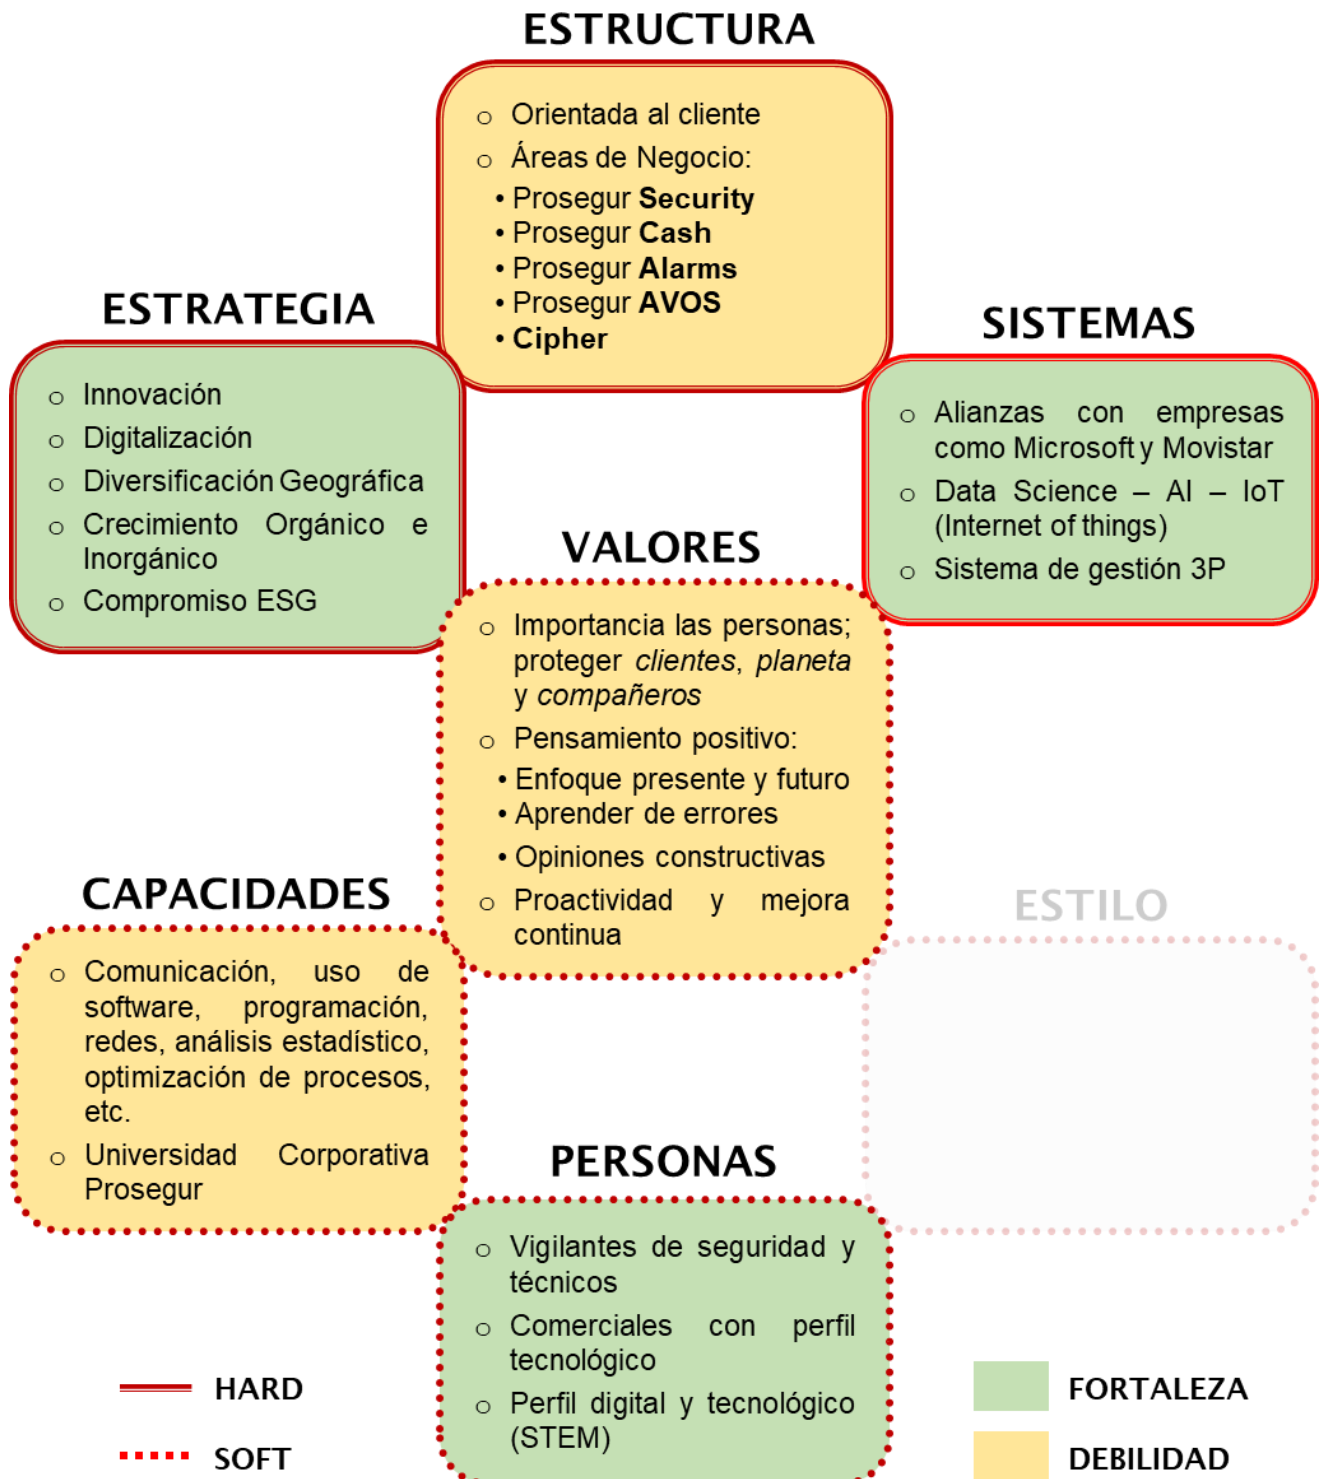 ESTRUCTURA
o Orientada al cliente
o Áreas de Negocio:
• Prosegur Security
• Prosegur Cash
• Prosegur Alarms
• Prosegur AVOS
• Cipher
ESTRATEGIA
o Innovación
o Digitalización
o Diversificación Geográfica
o Crecimiento Orgánico e
Inorgánico
o Compromiso ESG
SISTEMAS
o Alianzas con empresas
como Microsoft y Movistar
o Data Science – AI – IoT
(Internet of things)
o Sistema de gestión 3P
VALORES
o Importancia las personas;
proteger clientes, planeta
y compañeros
o Pensamiento positivo:
• Enfoque presente y futuro
• Aprender de errores
• Opiniones constructivas
o Proactividad y mejora
continua
CAPACIDADES
o Comunicación, uso de
software, programación,
redes, análisis estadístico,
optimización de procesos,
etc.
o Universidad Corporativa
Prosegur
ESTILO
PERSONAS
o Vigilantes de seguridad y
técnicos
o Comerciales con perfil
tecnológico
o Perfil digital y tecnológico
(STEM)
HARD
SOFT
FORTALEZA
DEBILIDAD